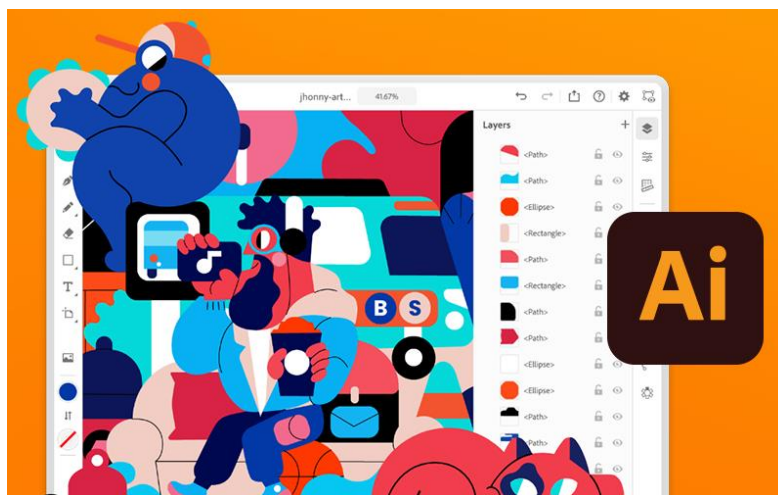 jhonny-art...
41.67%
Layers
<Path>
<Path>
<Ellipse>
<Rectangle>
<Path>
<Rectangle>
<Path>
<Path>
<Ellipse>
<Ellipse>
<Path>
<Path>
T
B S
Ai